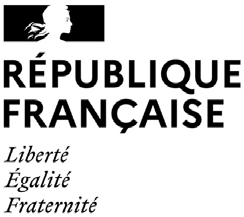 RÉPUBLIQUE
FRANÇAISE
Liberté
Égalité
Fraternité